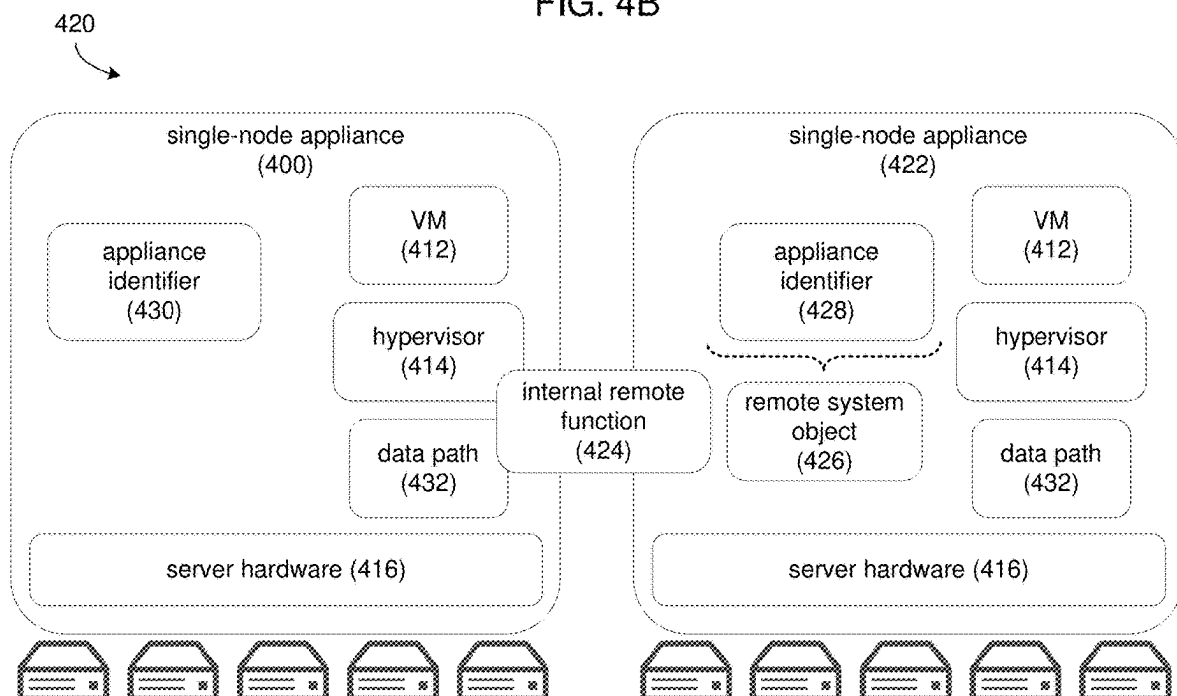 FIG. 4B
420
single-node appliance
(400)
VM
(412)
appliance
identifier
(430)
hypervisor
(414)
data path
(432)
server hardware (416)
internal remote
function
(424)
single-node appliance
(422)
VM
(412)
appliance
identifier
(428)
hypervisor
(414)
remote system
object
(426)
data path
(432)
server hardware (416)